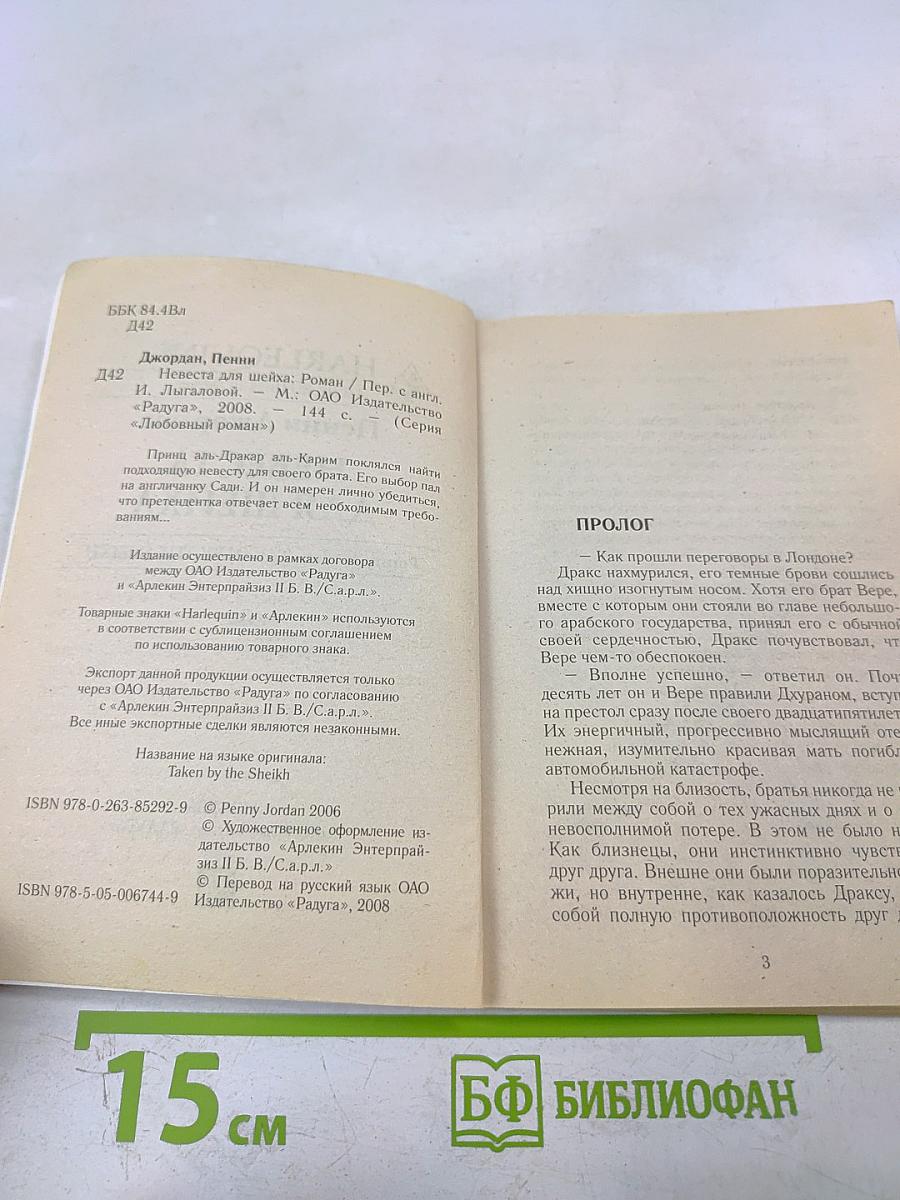 ББК 84.4Вл
Д42
Джордан, Пенни
Д42 Невеста для шейха: Роман / Пер. с англ.
И. Лыгаловой. — М.: ОАО Издательство
«Радуга», 2008. — 144 с. — (Серия
«Любовный роман»)
Принц аль-Дракар аль-Карим поклялся найти
подходящую невесту для своего брата. Его выбор пал
на англичанку Сади. И он намерен лично убедиться,
что претендентка отвечает всем необходимым требо-
ваниям...
Издание осуществлено в рамках договора
между ОАО Издательство «Радуга»
и «Арлекин Энтерпрайзиз II Б. В./С.а.р.л.».
Товарные знаки «Harlequin» и «Арлекин» используются
в соответствии с сублицензионным соглашением
по использованию товарного знака.
Экспорт данной продукции осуществляется только
через ОАО Издательство «Радуга» по согласованию
с «Арлекин Энтерпрайзиз II Б. В./С.а.р.л.».
Все иные экспортные сделки являются незаконными.
Название на языке оригинала:
Taken by the Sheikh
ISBN 978-0-263-85292-9 © Penny Jordan 2006
© Художественное оформление из-
дательство «Арлекин Энтерпрай-
зиз II Б. В./С.а.р.л.»
© Перевод на русский язык ОАО
ISBN 978-5-05-006744-9 Издательство «Радуга», 2008
ПРОЛОГ
— Как прошли переговоры в Лондоне?
Дракс нахмурился, его темные брови сошлись
над хищно изогнутым носом. Хотя его брат Вере,
вместе с которым они стояли во главе небольшо-
го арабского государства, принял его с обычной
своей сердечностью, Дракс почувствовал, чт
Вере чем-то обеспокоен.
— Вполне успешно, — ответил он. Почт
десять лет он и Вере правили Дхураном, вступ
на престол сразу после своего двадцатипятилет
Их энергичный, прогрессивно мыслящий оте
нежная, изумительно красивая мать погибл
автомобильной катастрофе.
Несмотря на близость, братья никогда не
рили между собой о тех ужасных днях и о
невосполнимой потере. В этом не было н
Как близнецы, они инстинктивно чувств
друг друга. Внешне они были поразительно
жи, но внутренне, как казалось Драксу,
собой полную противоположность друг д
3
15 см
БФ БИБЛИОФАН